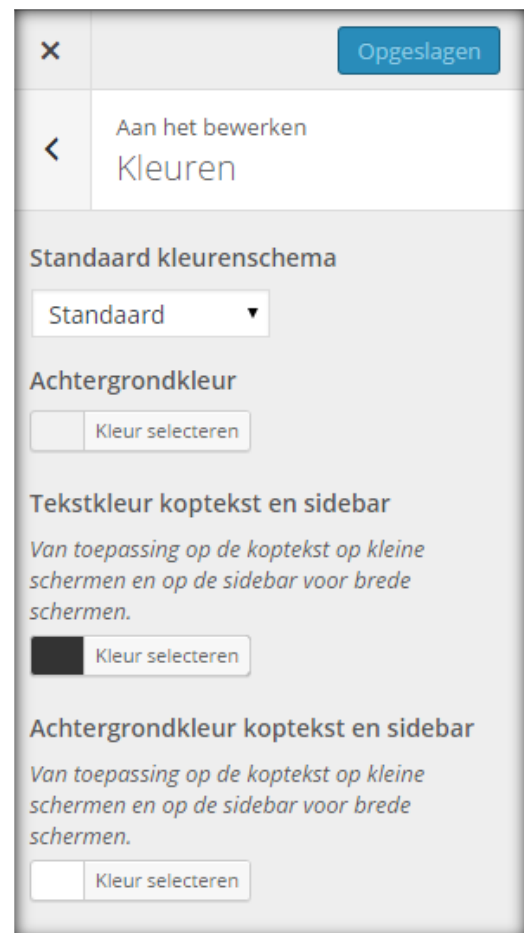 Opgeslagen
Aan het bewerken
Kleuren
Standaard kleurenschema
Standaard
Achtergrondkleur
Kleur selecteren
Tekstkleur koptekst en sidebar
Van toepassing op de koptekst op kleine
schermen en op de sidebar voor brede
schermen.
Kleur selecteren
Achtergrondkleur koptekst en sidebar
Van toepassing op de koptekst op kleine
schermen en op de sidebar voor brede
schermen.
Kleur selecteren